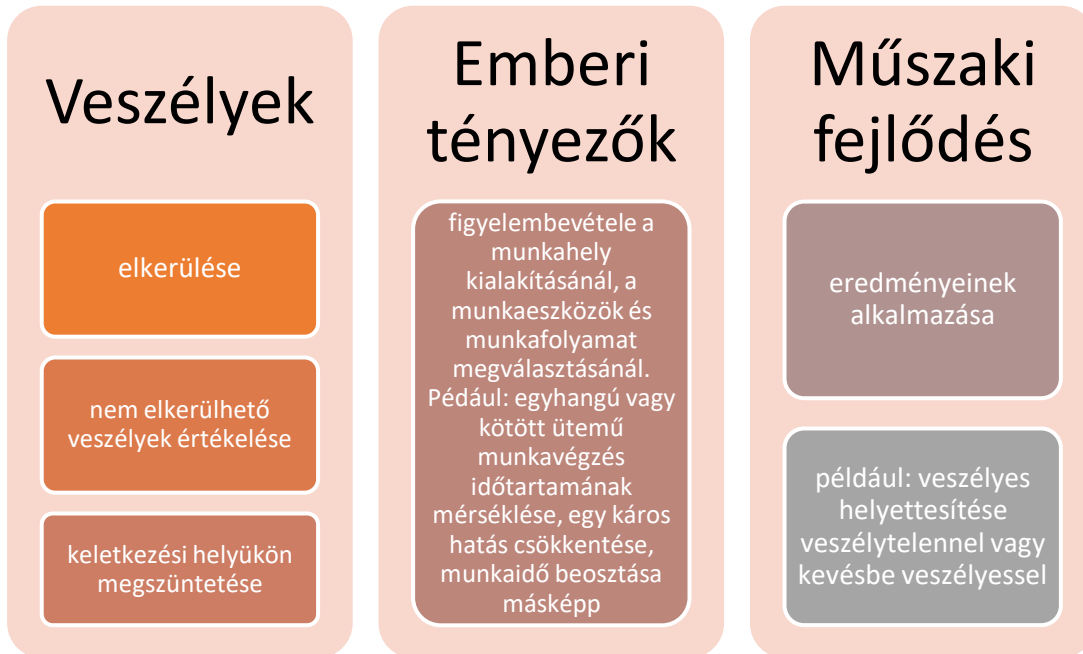 Veszélyek
elkerülése
nem elkerülhető
veszélyek értékelése
keletkezési helyükön
megszüntetése
Emberi
tényezők
figyelembevétele a
munkahely
kialakításánál, a
munkaeszközök és
munkafolyamat
megválasztásánál.
Pédául: egyhangú vagy
kötött ütemű
munkavégzés
időtartamának
mérséklése, egy káros
hatás csökkentése,
munkaidő beosztása
másképp
Műszaki
fejlődés
eredményeinek
alkalmazása
például: veszélyes
helyettesítése
veszélytelennel vagy
kevésbe veszélyessel